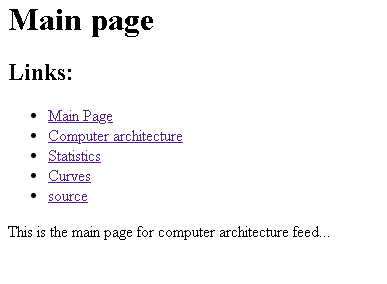 Main page
Links:
Main Page
Computer architecture
Statistics
Curves
source
This is the main page for computer architecture feed...